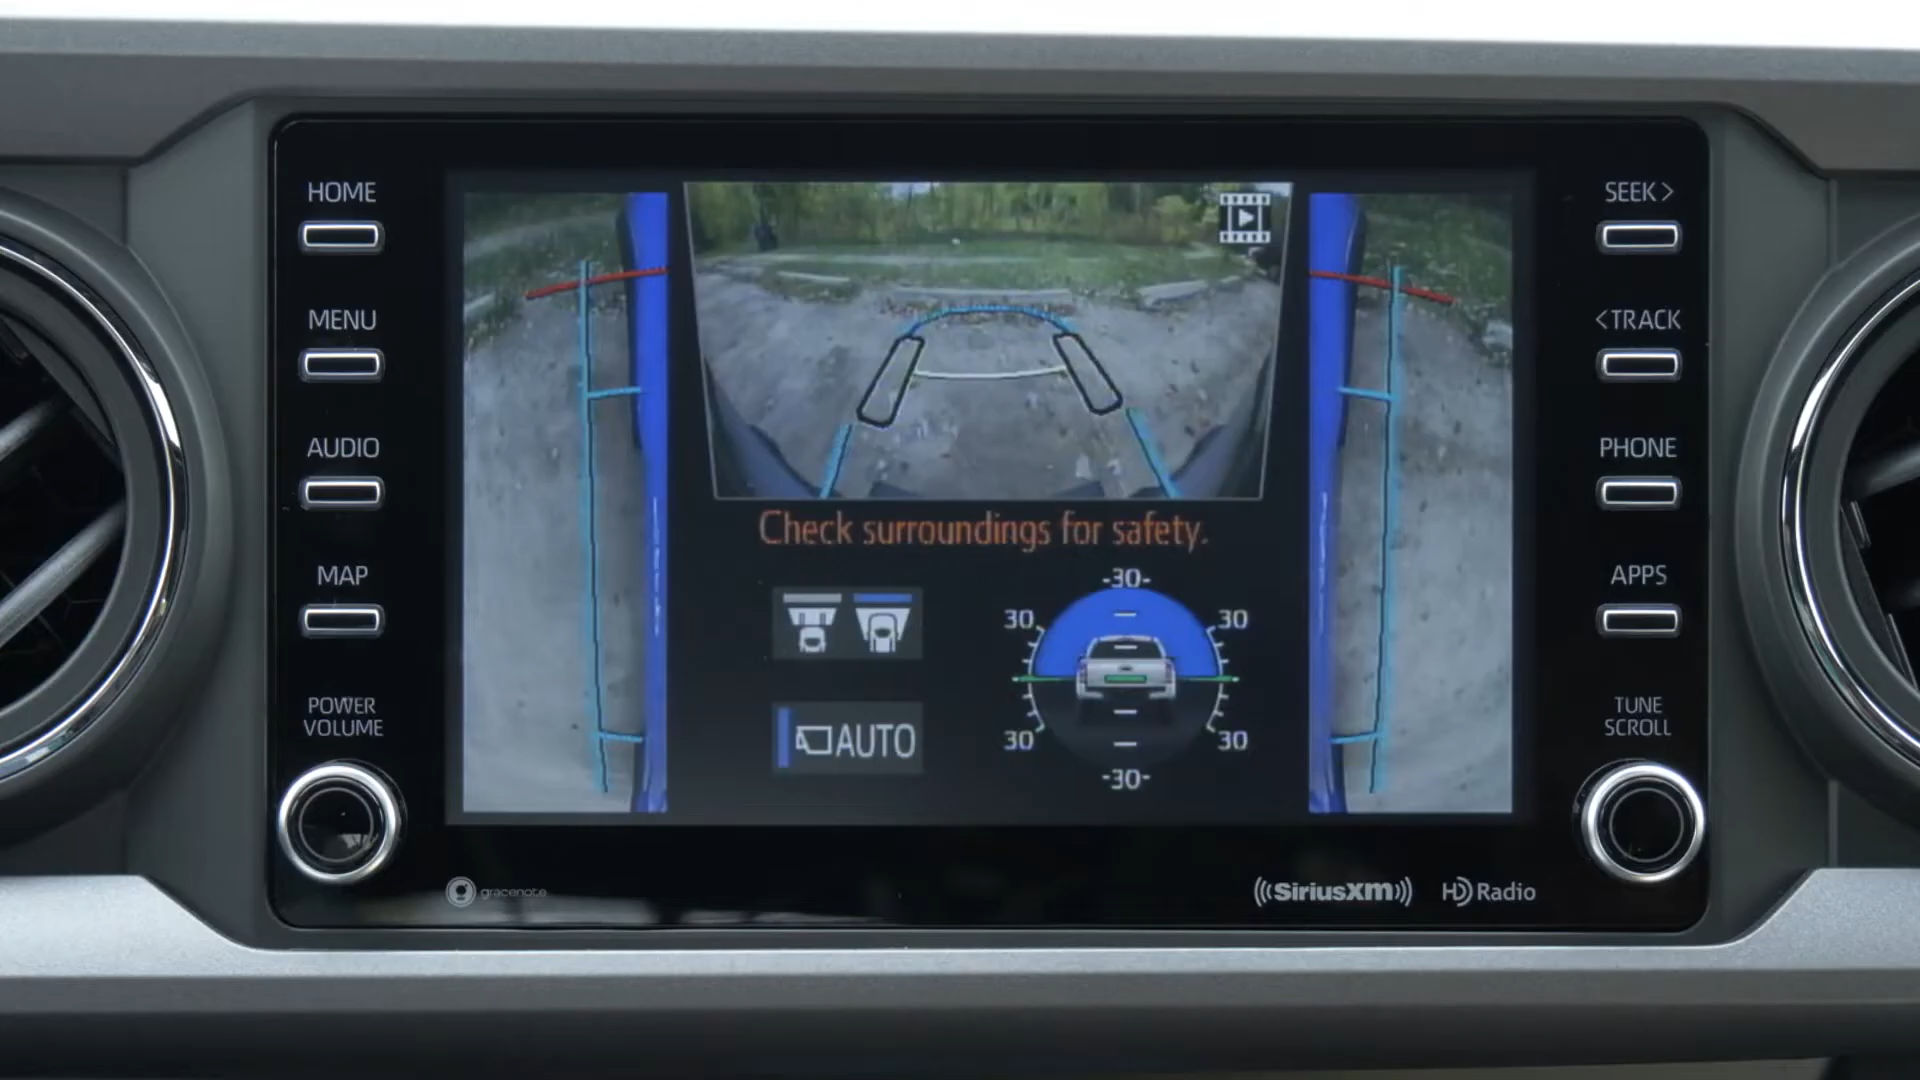 HOME
MENU
AUDIO
MAP
POWER
VOLUME
Check surroundings for safety.
AUTO
-30-
30 30
30 30
-30-
SEEK>
<TRACK
PHONE
APPS
TUNE
SCROLL
gracenote
((SiriusXM))
HD Radio